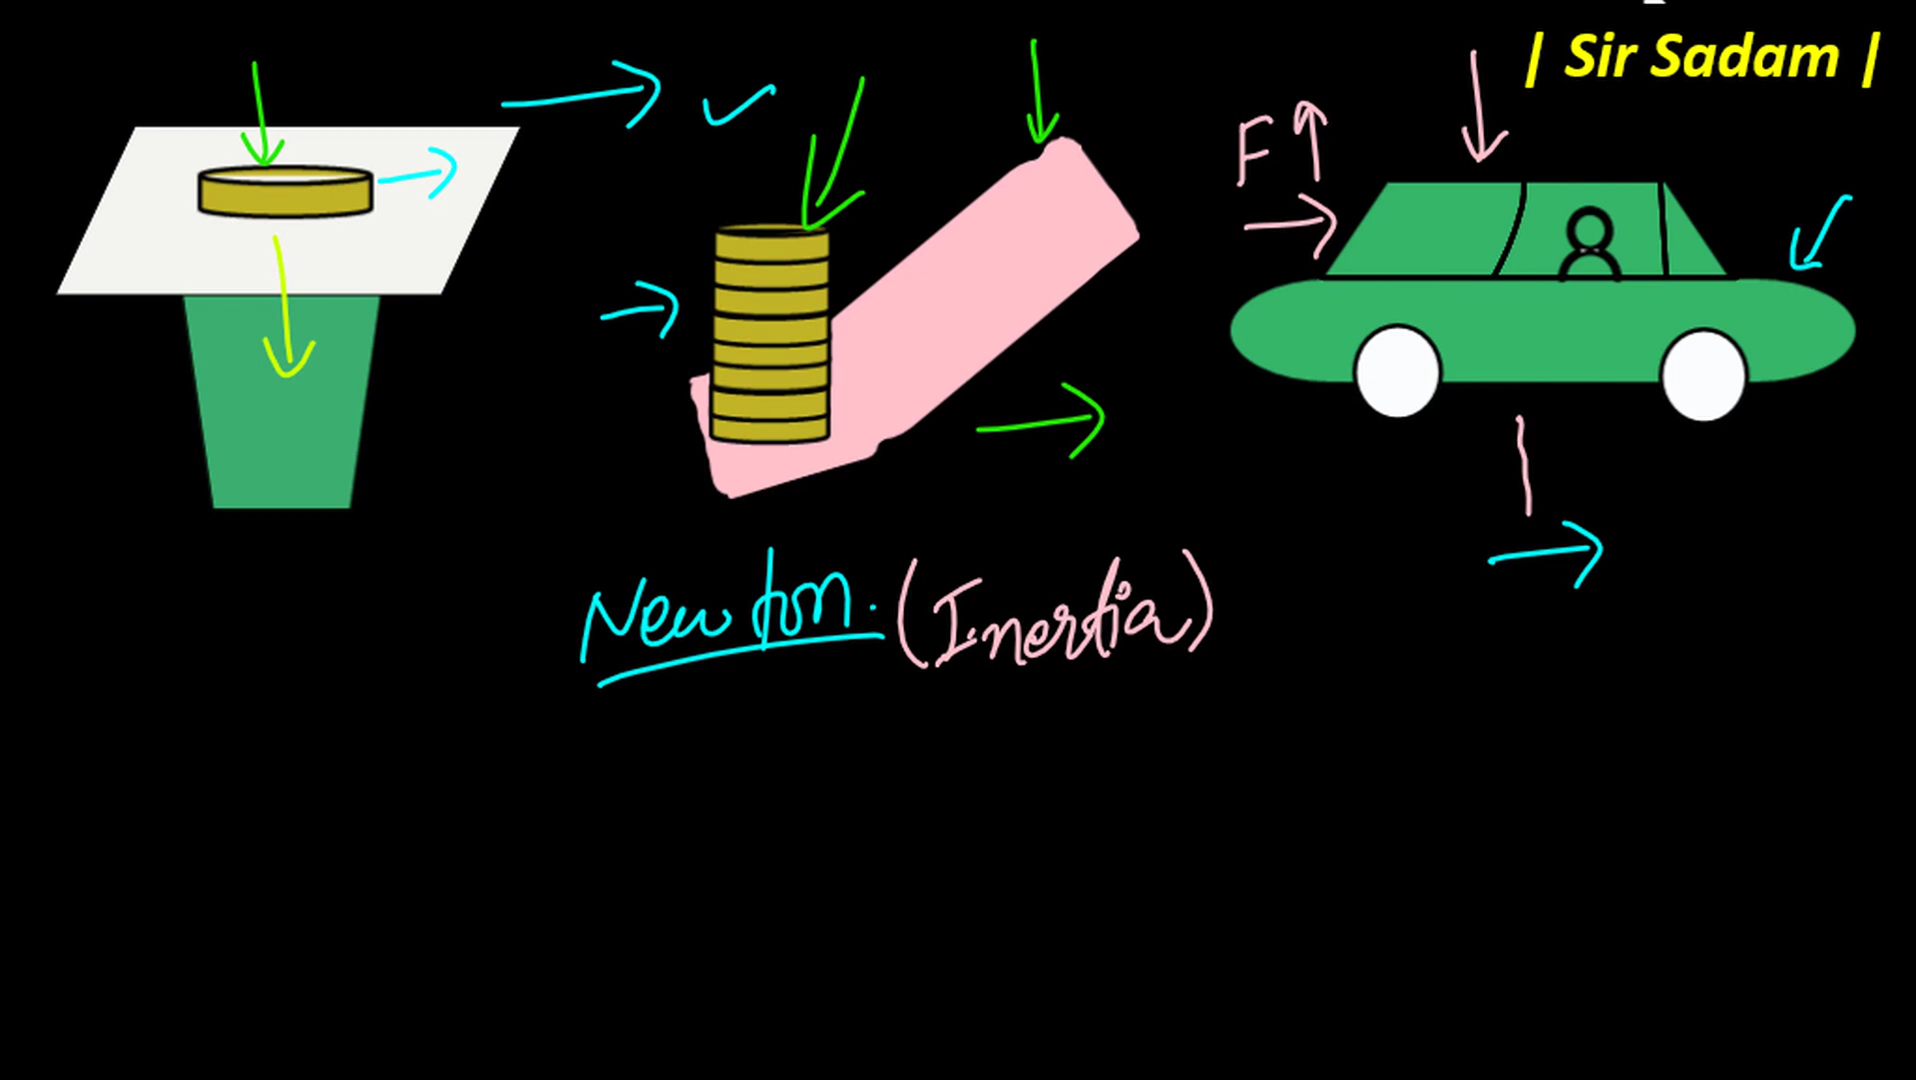 | Sir Sadam |
F
Newton. (Inertia)